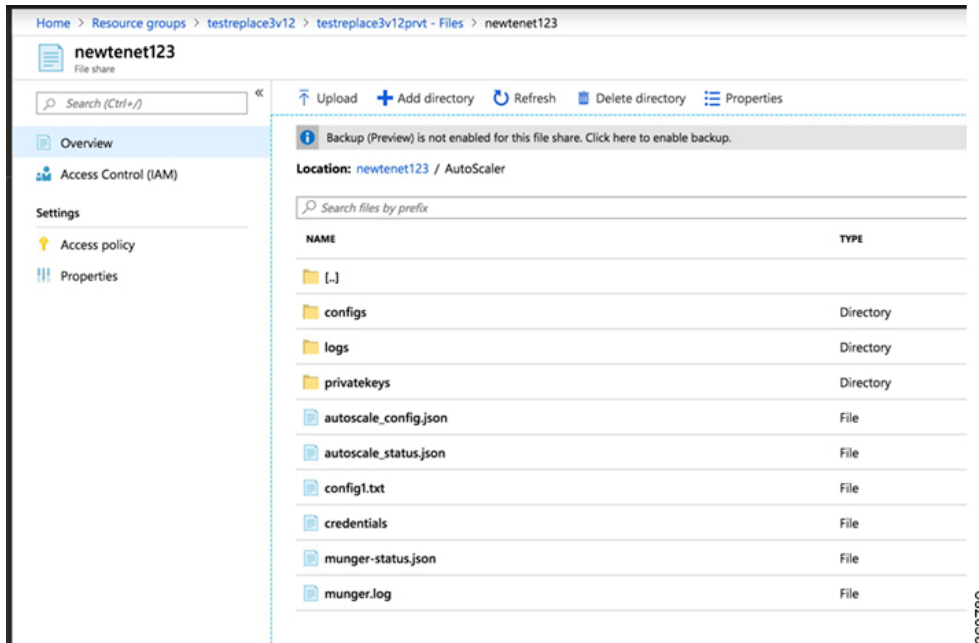 Home > Resource groups > testreplace3v12 > testreplace3v12prvt - Files > newtenet123
newtenet123
File share
Search (Ctrl+/)
«
Overview
Access Control (IAM)
Settings
Access policy
Properties
Upload Add directory Refresh Delete directory Properties
Backup (Preview) is not enabled for this file share. Click here to enable backup.
Location: newtenet123 / AutoScaler
Search files by prefix
NAME TYPE
[..]
configs Directory
logs Directory
privatekeys Directory
autoscale_config.json File
autoscale_status.json File
config1.txt File
credentials File
munger-status.json File
munger.log File